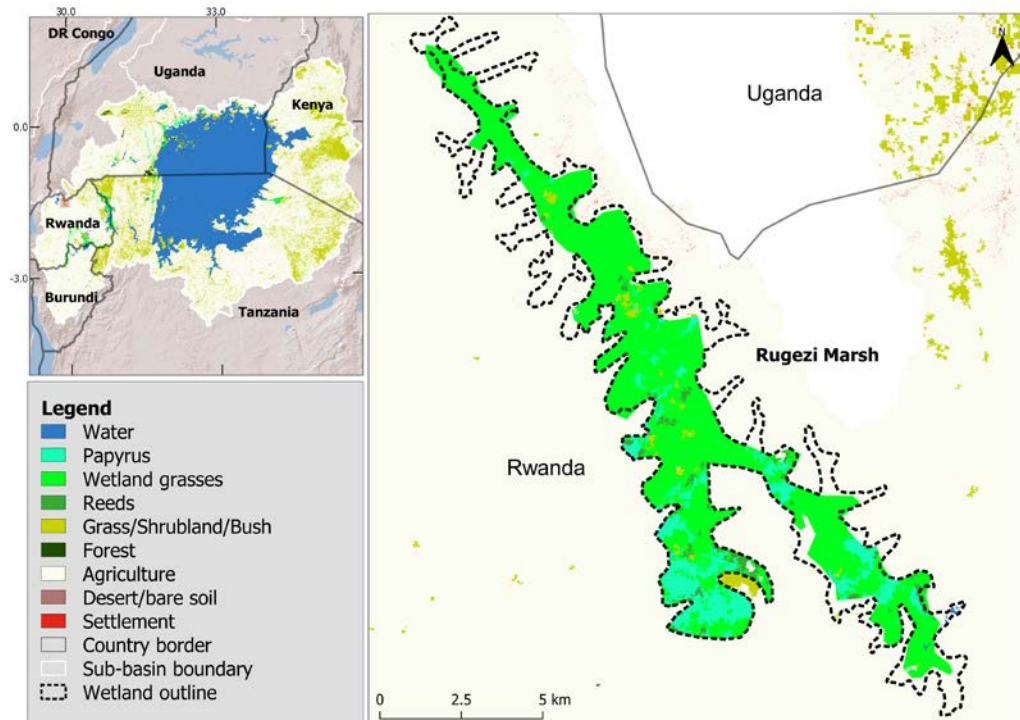 30.0
33.0
DR Congo
Uganda
Kenya
0.0
Rwanda
-3.0
Burundi
Tanzania
Legend
Water
Papyrus
Wetland grasses
Reeds
Grass/Shrubland/Bush
Forest
Agriculture
Desert/bare soil
Settlement
Country border
Sub-basin boundary
Wetland outline
N
Uganda
Rugezi Marsh
Rwanda
0 2.5 5 km